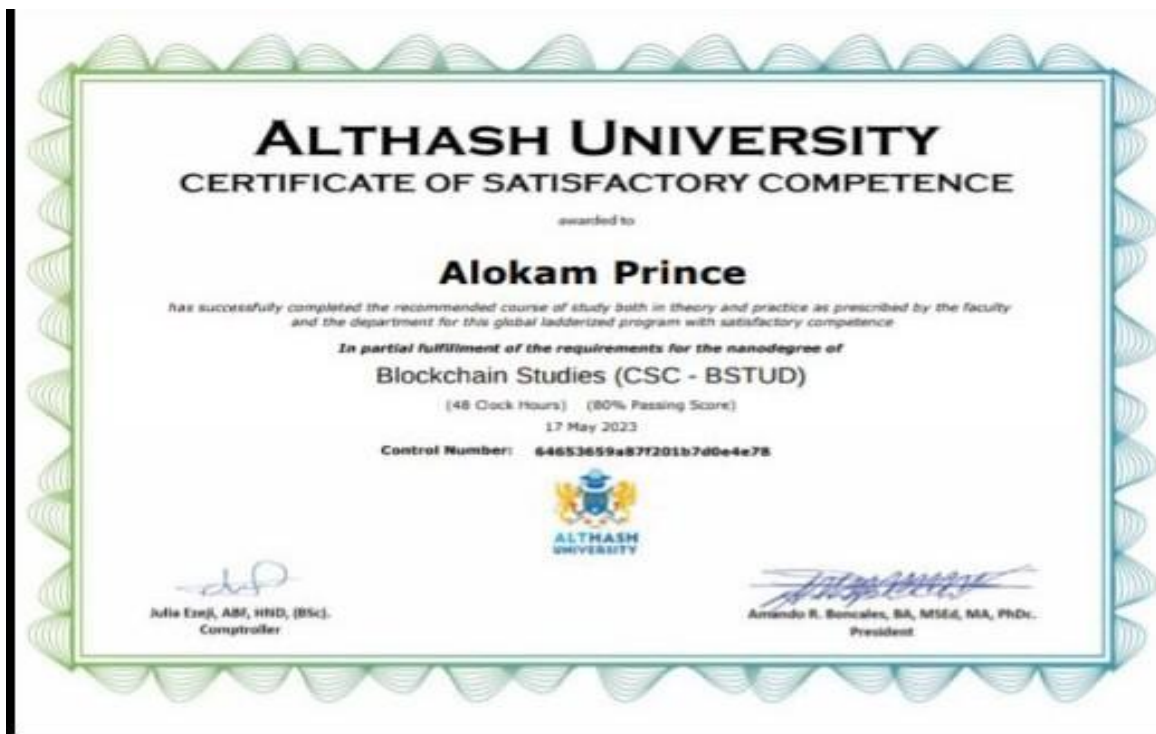 ALTHASH UNIVERSITY
CERTIFICATE OF SATISFACTORY COMPETENCE
awarded to
Alokam Prince
has successfully completed the recommended course of study both in theory and practice as prescribed by the faculty
and the department for this global ladderized program with satisfactory competence
In partial fulfillment of the requirements for the nanodegree of
Blockchain Studies (CSC - BSTUD)
(48 Clock Hours) (80% Passing Score)
17 May 2023
Control Number: 64653659a87f201b7d0e4e78
ALTHASH
UNIVERSITY
Julia Ezeji, ABF, HND, (BSc).
Comptroller
Amando R. Boncales, BA, MSEd, MA, PhDc.
President